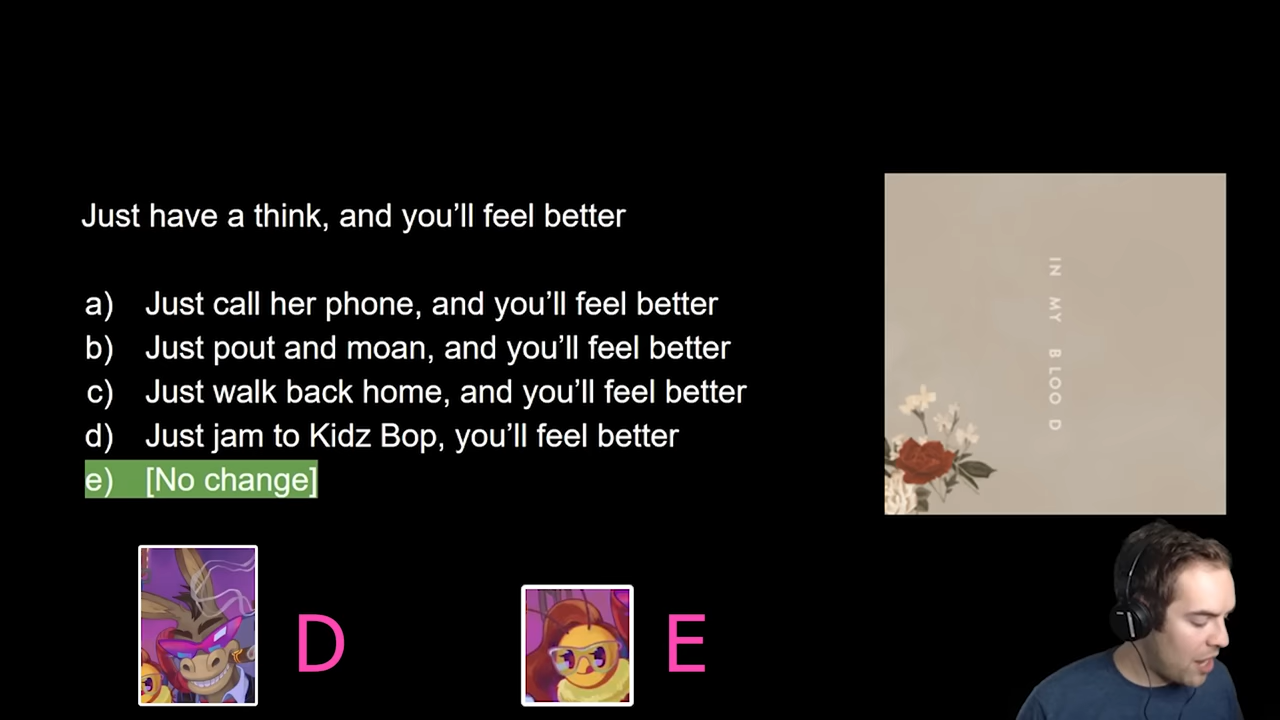 Just have a think, and you’ll feel better
a) Just call her phone, and you’ll feel better
b) Just pout and moan, and you’ll feel better
c) Just walk back home, and you’ll feel better
d) Just jam to Kidz Bop, you’ll feel better
e) [No change]
IN MY BLOOD
D
E